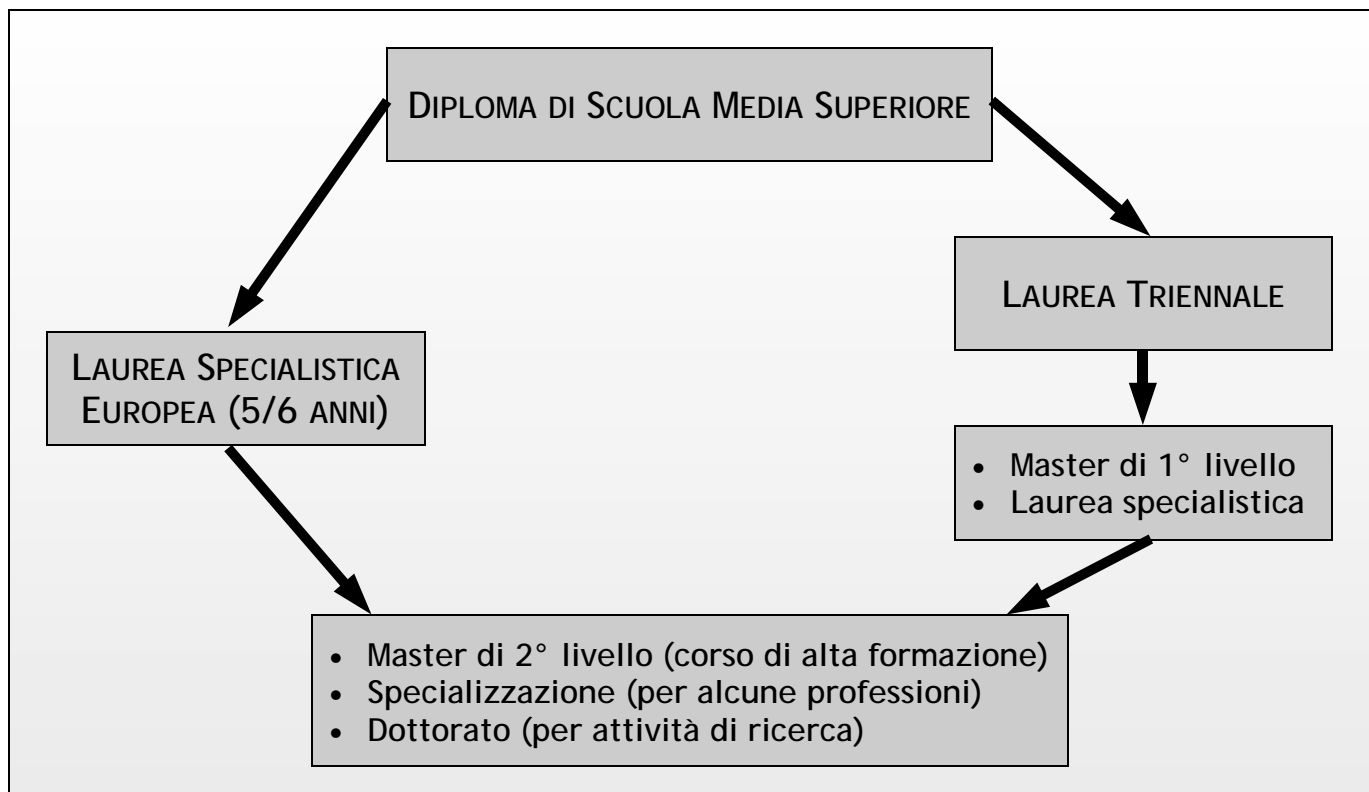 DIPLOMA DI SCUOLA MEDIA SUPERIORE
LAUREA TRIENNALE
LAUREA SPECIALISTICA
EUROPEA (5/6 ANNI)
• Master di 1° livello
• Laurea specialistica
• Master di 2° livello (corso di alta formazione)
• Specializzazione (per alcune professioni)
• Dottorato (per attività di ricerca)